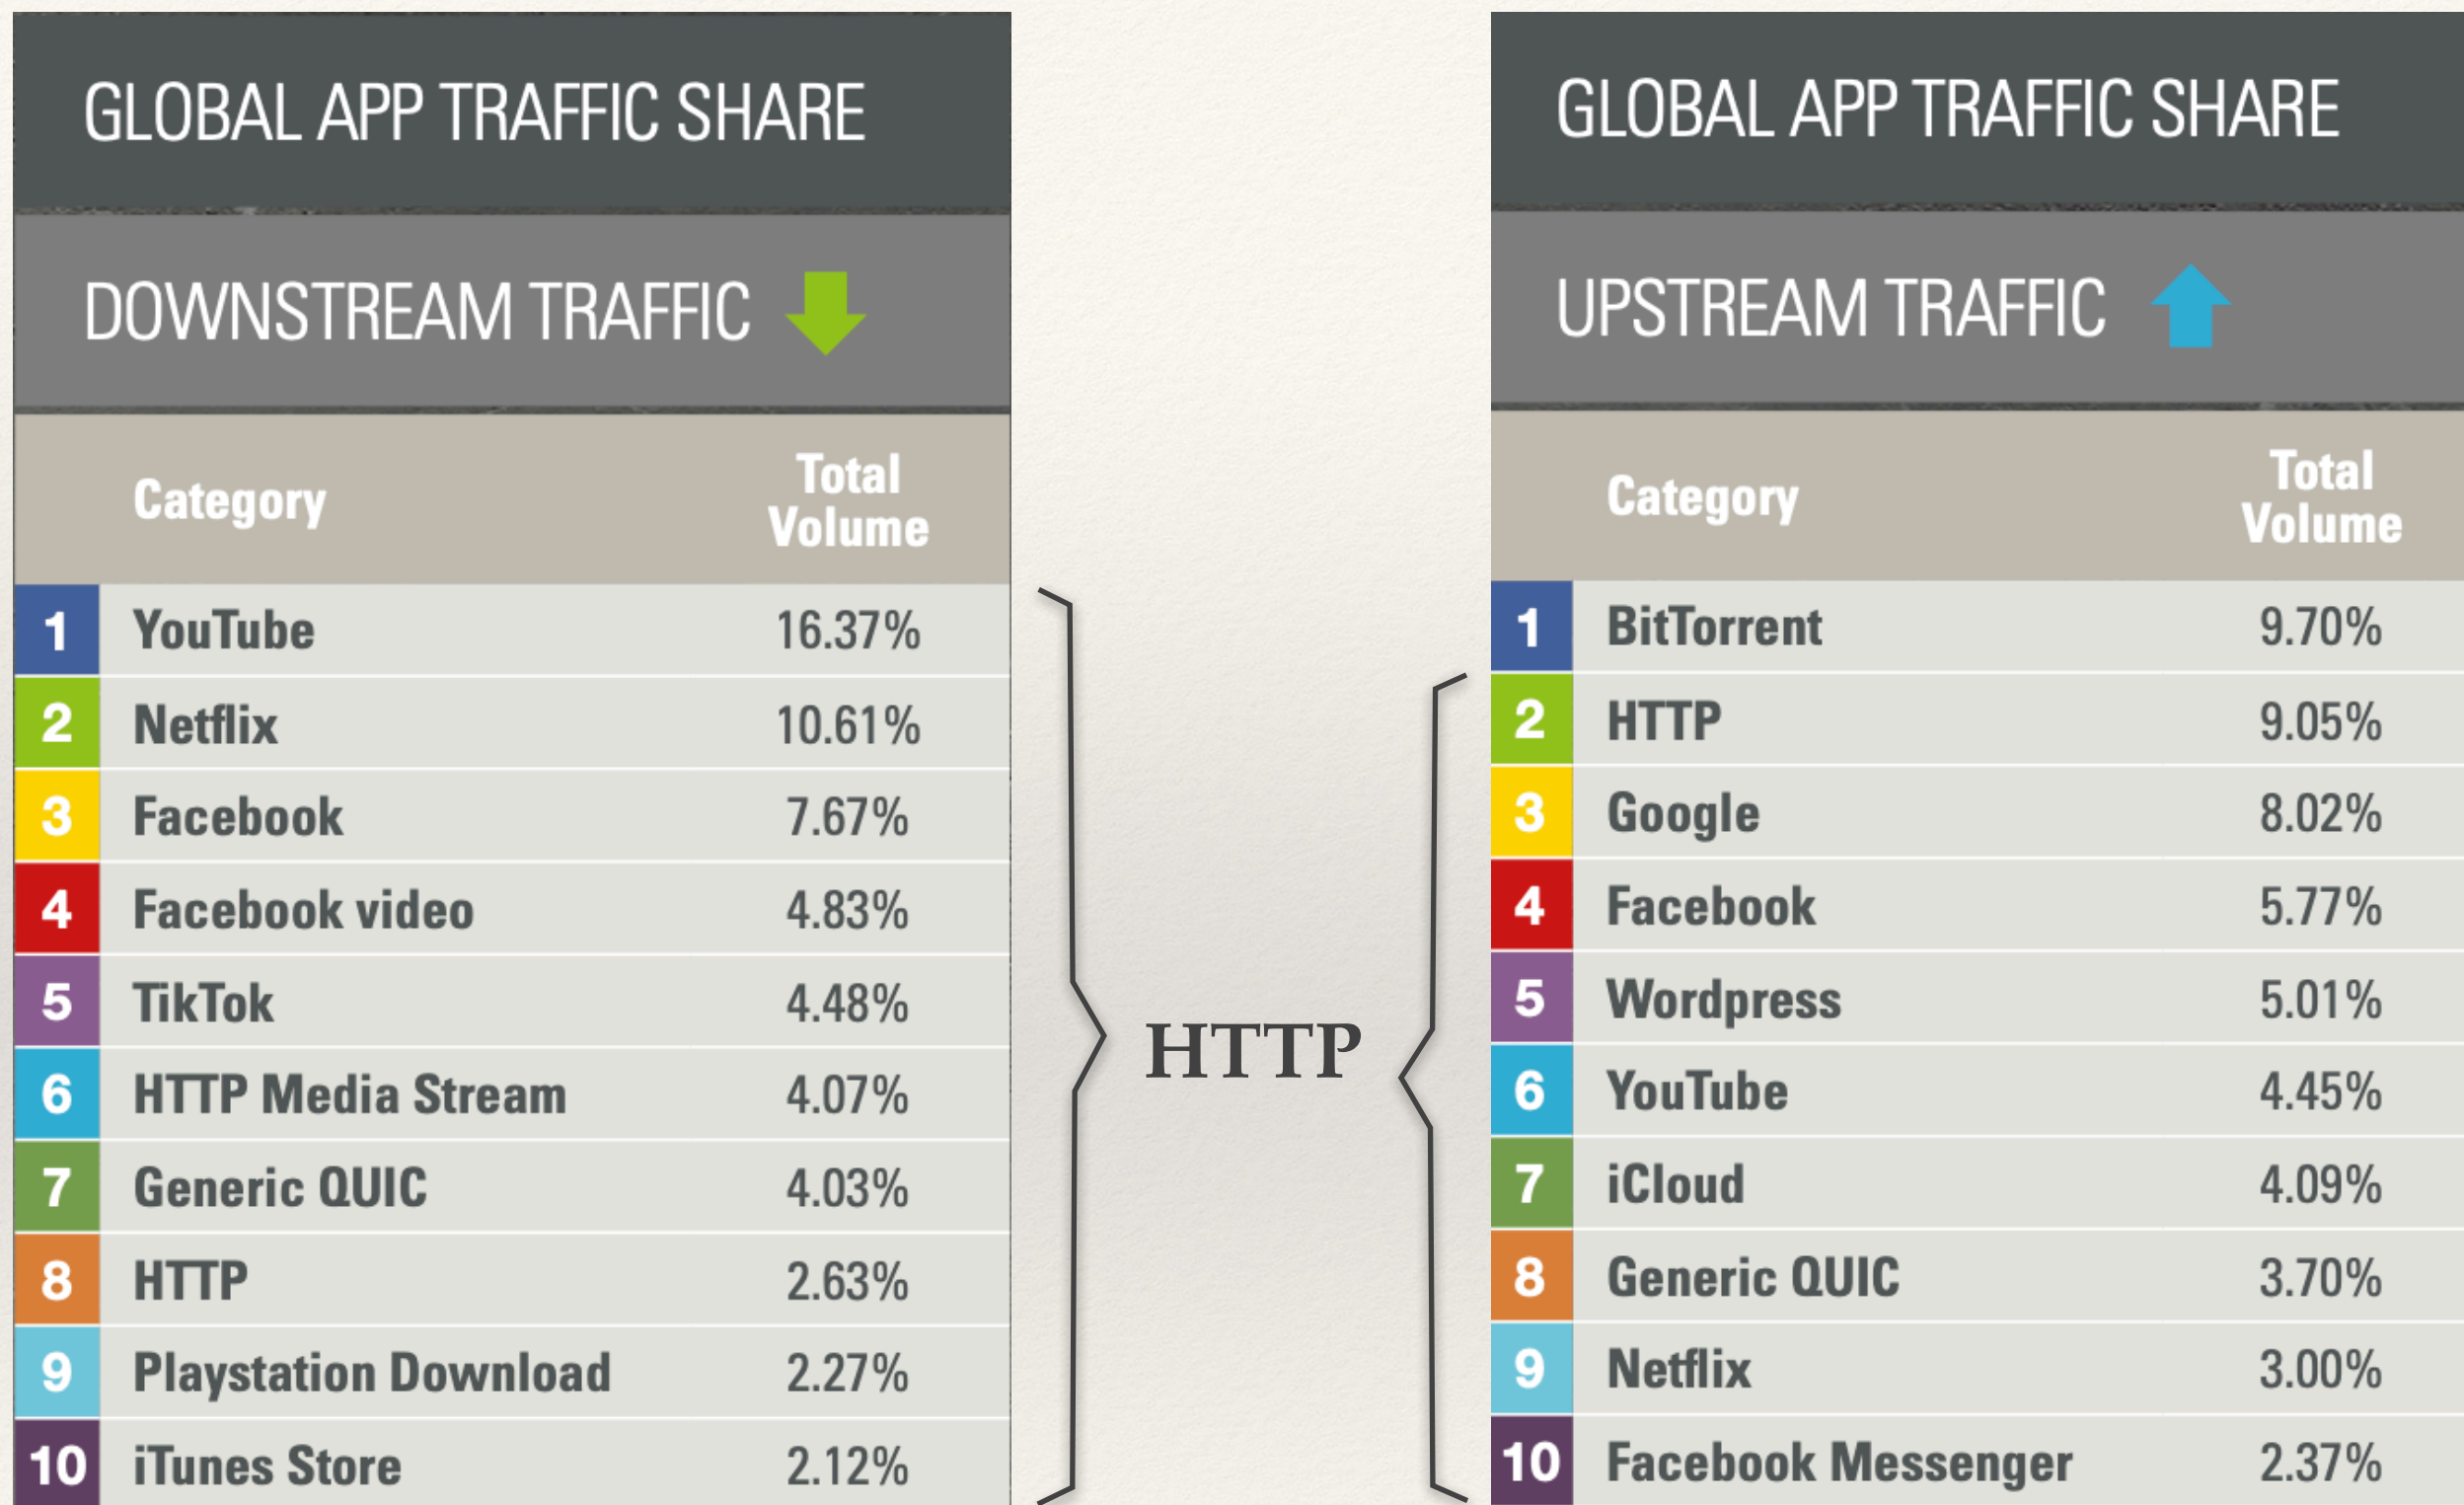 GLOBAL APP TRAFFIC SHARE
DOWNSTREAM TRAFFIC
Category Total Volume
1 YouTube 16.37%
2 Netflix 10.61%
3 Facebook 7.67%
4 Facebook video 4.83%
5 TikTok 4.48%
6 HTTP Media Stream 4.07%
7 Generic QUIC 4.03%
8 HTTP 2.63%
9 Playstation Download 2.27%
10 iTunes Store 2.12%
HTTP
GLOBAL APP TRAFFIC SHARE
UPSTREAM TRAFFIC
Category Total Volume
1 BitTorrent 9.70%
2 HTTP 9.05%
3 Google 8.02%
4 Facebook 5.77%
5 Wordpress 5.01%
6 YouTube 4.45%
7 iCloud 4.09%
8 Generic QUIC 3.70%
9 Netflix 3.00%
10 Facebook Messenger 2.37%